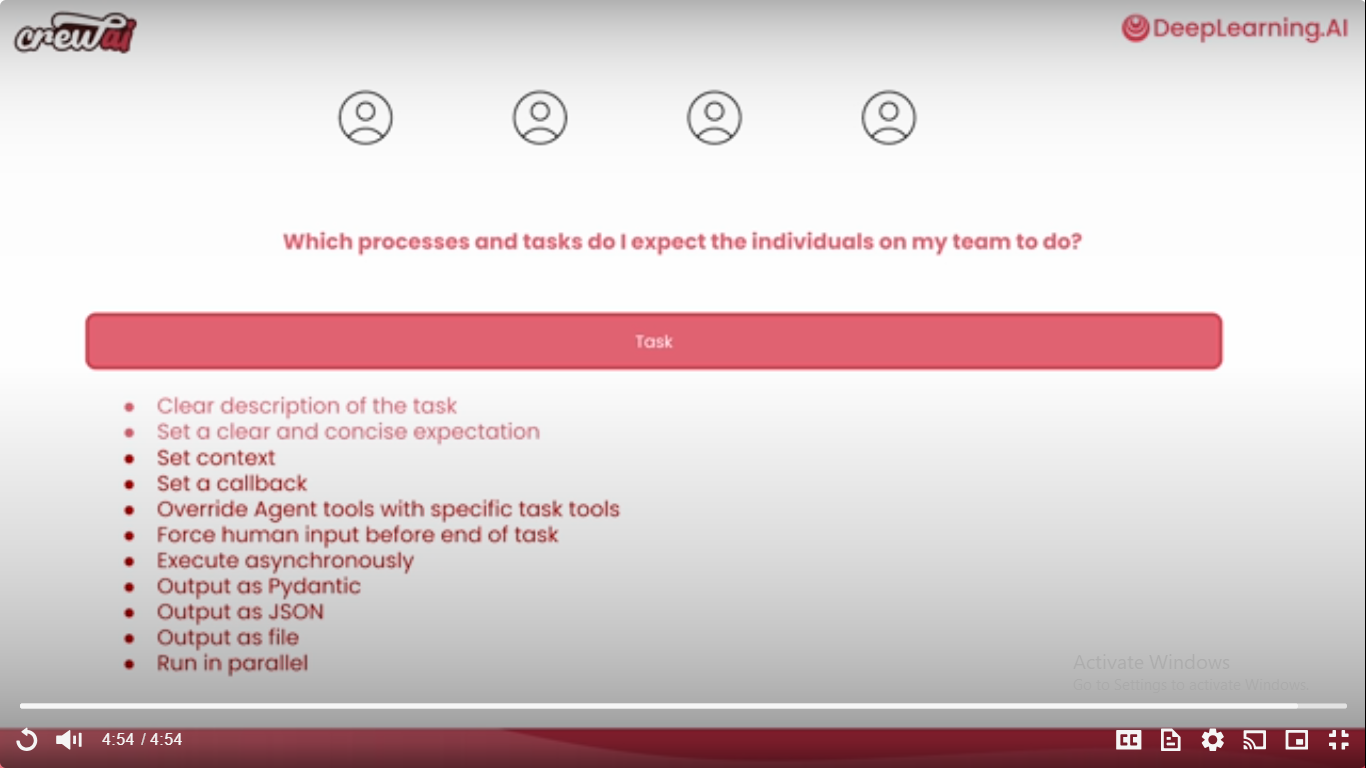 crewai
DeepLearning.AI
Which processes and tasks do I expect the individuals on my team to do?
Task
• Clear description of the task
• Set a clear and concise expectation
• Set context
• Set a callback
• Override Agent tools with specific task tools
• Force human input before end of task
• Execute asynchronously
• Output as Pydantic
• Output as JSON
• Output as file
• Run in parallel
Activate Windows
Go to Settings to activate Windows.
4:54 / 4:54
CC